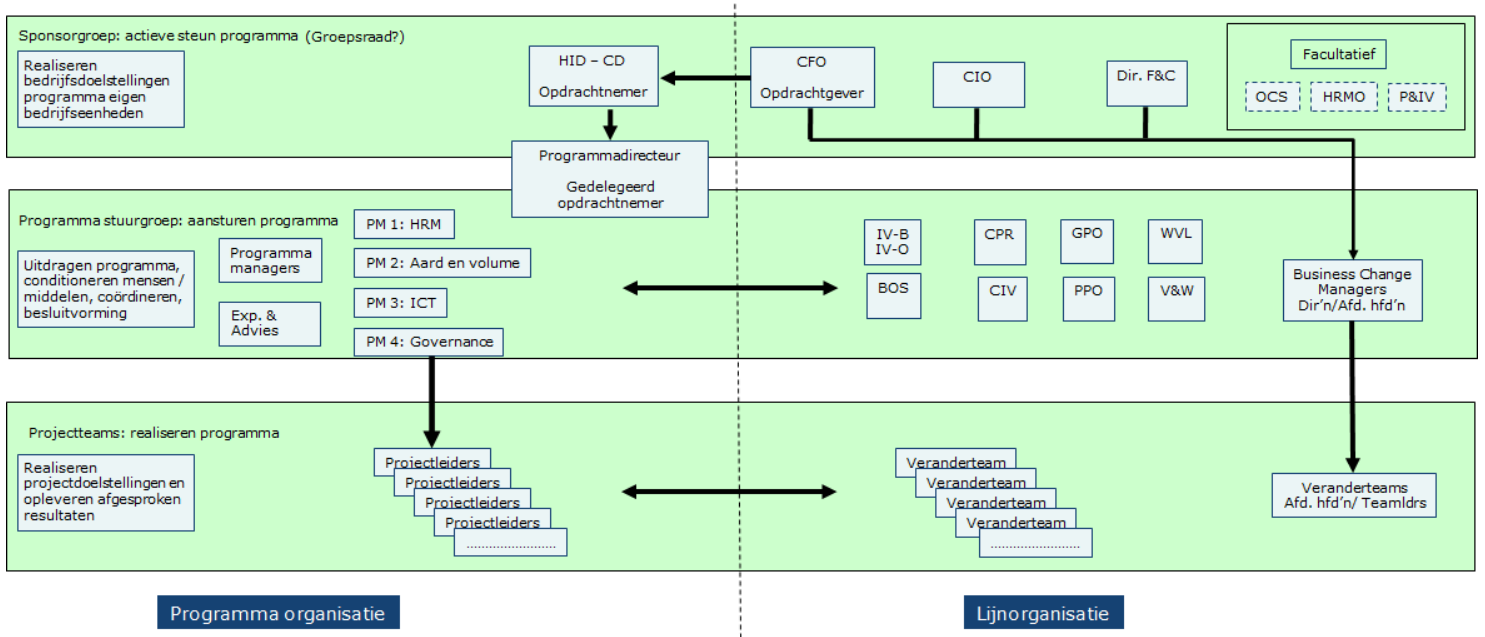 Sponsorgroep: actieve steun programma (Groepsraad?)
Realiseren
bedrijfsdoelstellingen
programma eigen
bedrijfseenheden
HID – CD
Opdrachtnemer
CFO
Opdrachtgever
CIO
Dir. F&C
Facultatief
OCS
HRMO
P&IV
Programmadirecteur
Gedelegeerd
opdrachtnemer
Programma stuurgroep: aansturen programma
Uitdragen programma,
conditioneren mensen /
middelen, coördineren,
besluitvorming
Programma
managers
Exp. &
Advies
PM 1: HRM
PM 2: Aard en volume
PM 3: ICT
PM 4: Governance
IV-B
IV-O
CPR
GPO
WVL
BOS
CIV
PPO
V&W
Business Change
Managers
Dir’n/Afd. hfd’n
Projectteams: realiseren programma
Realiseren
projectdoelstellingen en
opleveren afgesproken
resultaten
Projectleiders
Projectleiders
Projectleiders
Projectleiders
........................
Veranderteam
Veranderteam
Veranderteam
Veranderteam
........................
Veranderteams
Afd. hfd’n/ Teamldrs
Programma organisatie
Lijnorganisatie